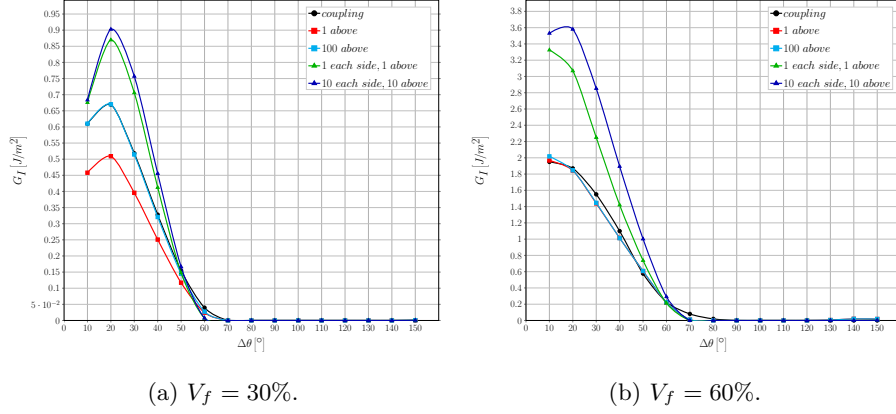 0.95
0.9
0.85
0.8
0.75
0.7
0.65
0.6
0.55
0.5
0.45
0.4
0.35
0.3
0.25
0.2
0.15
0.1
5 · 10⁻²
0
G_I [J/m²]
0 10 20 30 40 50 60 70 80 90 100 110 120 130 140 150
Δθ [°]
coupling
1 above
100 above
1 each side, 1 above
10 each side, 10 above
(a) V_f = 30%.
3.8
3.6
3.4
3.2
3
2.8
2.6
2.4
2.2
2
1.8
1.6
1.4
1.2
1
0.8
0.6
0.4
0.2
0
G_I [J/m²]
0 10 20 30 40 50 60 70 80 90 100 110 120 130 140 150
Δθ [°]
coupling
1 above
100 above
1 each side, 1 above
10 each side, 10 above
(b) V_f = 60%.